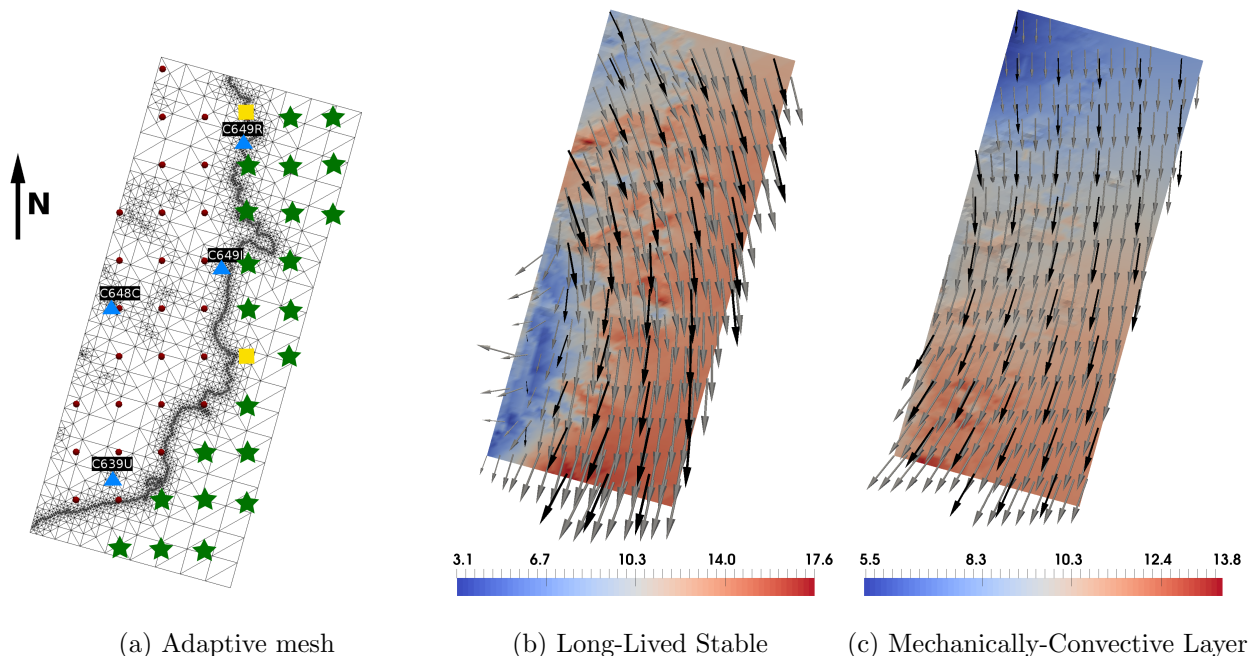 C649R
N
C649I
C648C
C639U
3.1 6.7 10.3 14.0 17.6
5.5 8.3 10.3 12.4 13.8
(a) Adaptive mesh
(b) Long-Lived Stable
(c) Mechanically-Convective Layer